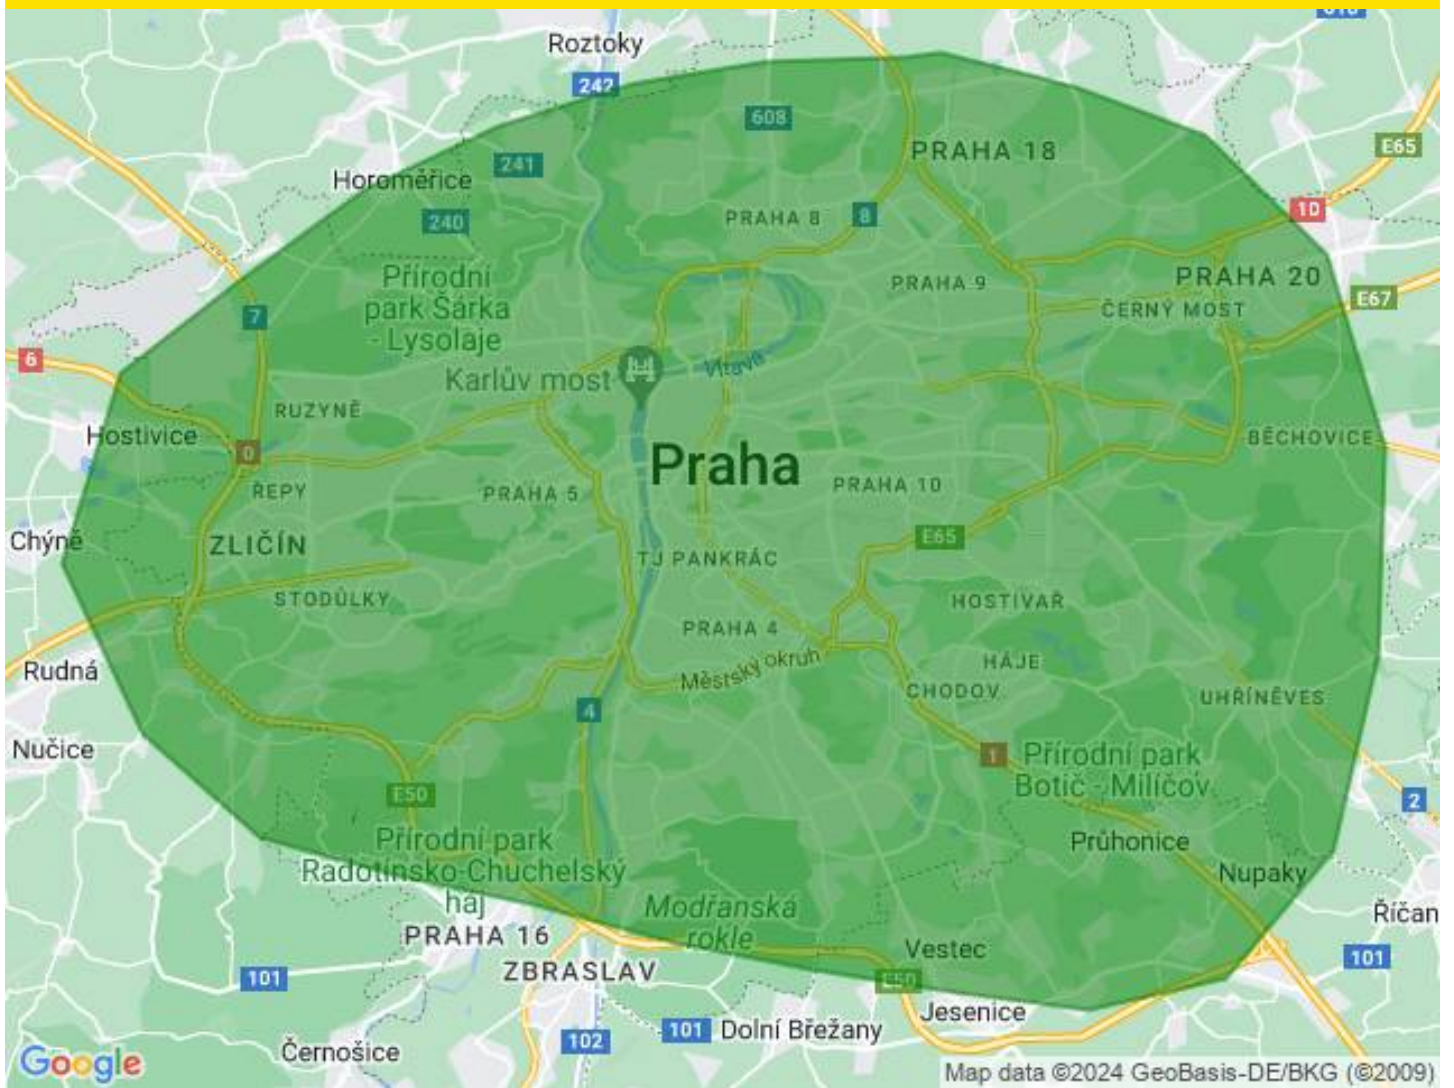 Roztoky
242
608
PRAHA 18
E65
241
Horoměřice
10
240
PRAHA 8
8
Přírodní
park Šárka
- Lysolaje
PRAHA 9
PRAHA 20
E67
7
ČERNÝ MOST
6
Karlův most
Vltava
RUZYNĚ
Hostivice
0
Praha
BĚCHOVICE
ŘEPY
PRAHA 5
PRAHA 10
Chýně
ZLIČÍN
E65
TJ PANKRÁC
STODŮLKY
HOSTIVAŘ
PRAHA 4
Rudná
Městský okruh
HÁJE
CHODOV
UHŘÍNĚVES
4
Nučice
1
Přírodní park
Botič - Milíčov
E50
2
Přírodní park
Radotínsko-Chuchelský
háj
Průhonice
Nupaky
Modřanská
rokle
Říčan
PRAHA 16
Vestec
101
ZBRASLAV
101
E50
Jesenice
101
Dolní Břežany
102
Černošice
Google
Map data ©2024 GeoBasis-DE/BKG (©2009)